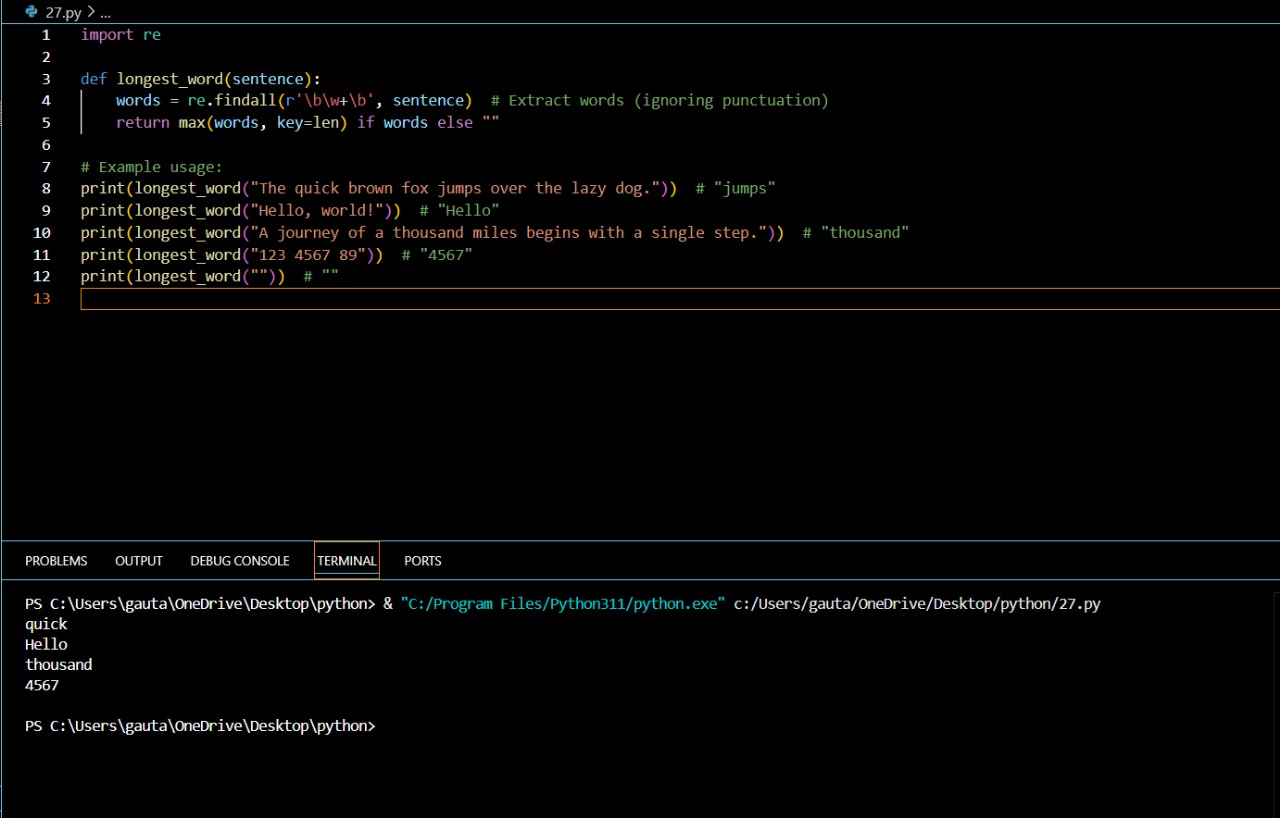 27.py > ...
1 import re
2
3 def longest_word(sentence):
4     words = re.findall(r'\b\w+\b', sentence)  # Extract words (ignoring punctuation)
5     return max(words, key=len) if words else ""
6
7 # Example usage:
8 print(longest_word("The quick brown fox jumps over the lazy dog."))  # "jumps"
9 print(longest_word("Hello, world!"))  # "Hello"
10 print(longest_word("A journey of a thousand miles begins with a single step."))  # "thousand"
11 print(longest_word("123 4567 89"))  # "4567"
12 print(longest_word(""))  # ""
13
PROBLEMS OUTPUT DEBUG CONSOLE TERMINAL PORTS
PS C:\Users\gauta\OneDrive\Desktop\python> & "C:/Program Files/Python311/python.exe" c:/Users/gauta/OneDrive/Desktop/python/27.py
quick
Hello
thousand
4567

PS C:\Users\gauta\OneDrive\Desktop\python>